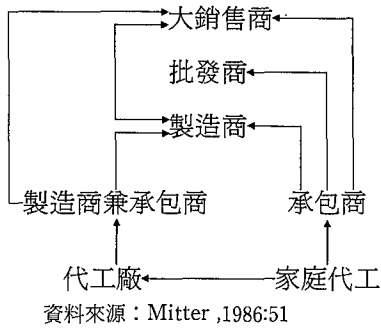 大銷售商
批發商
製造商
製造商兼承包商 承包商
代工廠 家庭代工
資料來源：Mitter ,1986:51